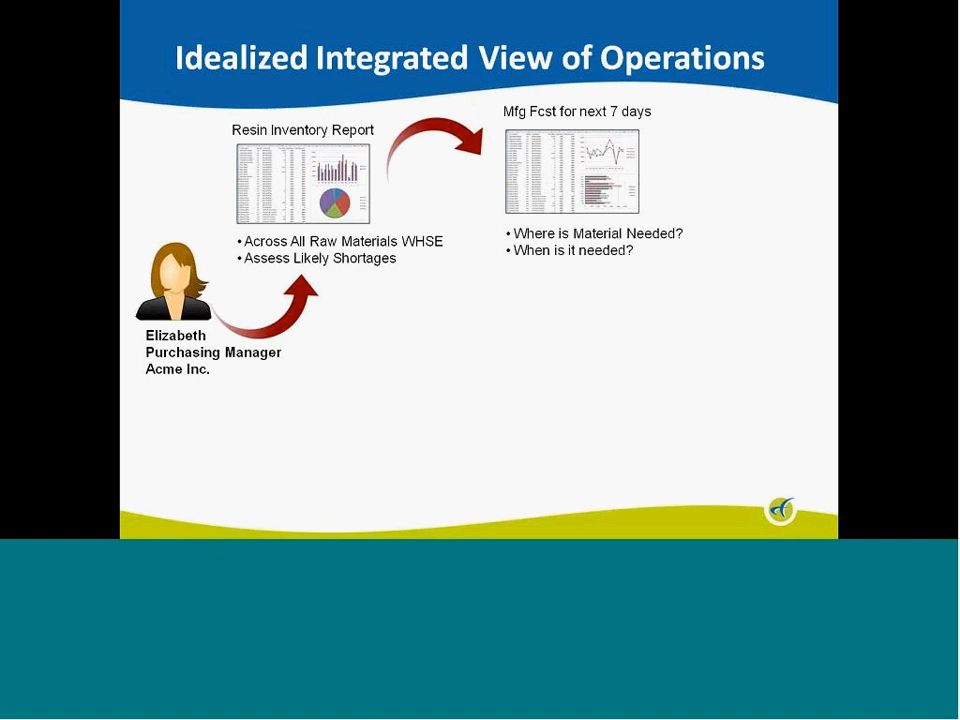 Idealized Integrated View of Operations
Resin Inventory Report
• Across All Raw Materials WHSE
• Assess Likely Shortages
Mfg Fcst for next 7 days
• Where is Material Needed?
• When is it needed?
Elizabeth
Purchasing Manager
Acme Inc.